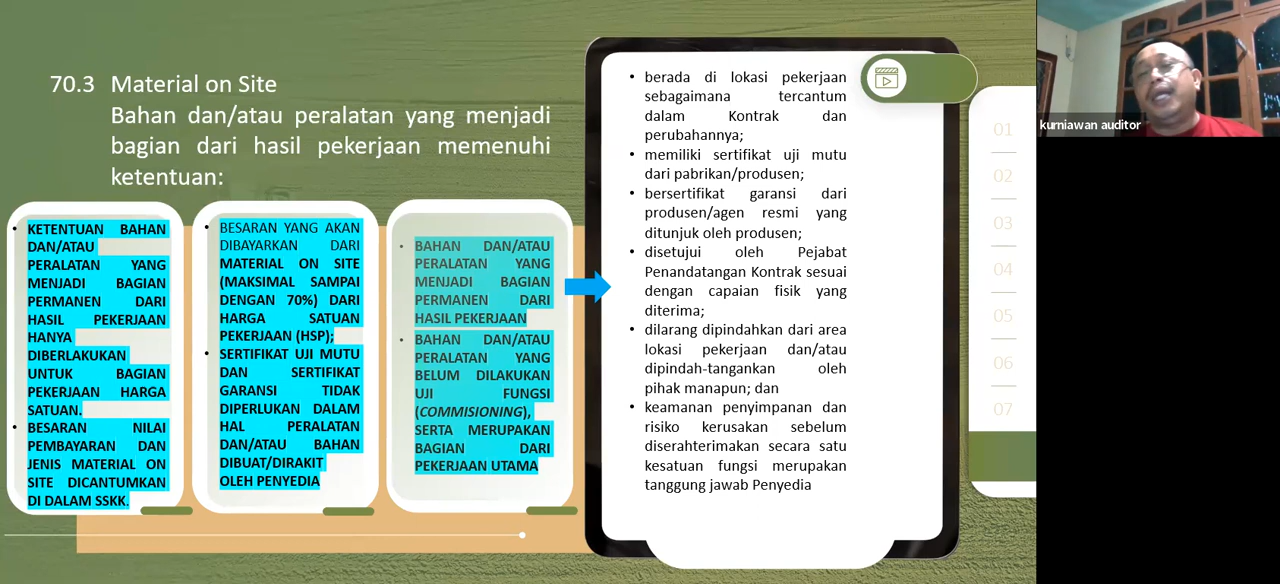 70.3 Material on Site
Bahan dan/atau peralatan yang menjadi
bagian dari hasil pekerjaan memenuhi
ketentuan:
• KETENTUAN BAHAN
DAN/ATAU
PERALATAN YANG
MENJADI BAGIAN
PERMANEN DARI
HASIL PEKERJAAN
HANYA
DIBERLAKUKAN
UNTUK BAGIAN
PEKERJAAN HARGA
SATUAN.
• BESARAN NILAI
PEMBAYARAN DAN
JENIS MATERIAL ON
SITE DICANTUMKAN
DI DALAM SSKK.
• BESARAN YANG AKAN
DIBAYARKAN DARI
MATERIAL ON SITE
(MAKSIMAL SAMPAI
DENGAN 70%) DARI
HARGA SATUAN
PEKERJAAN (HSP);
• SERTIFIKAT UJI MUTU
DAN SERTIFIKAT
GARANSI TIDAK
DIPERLUKAN DALAM
HAL PERALATAN
DAN/ATAU BAHAN
DIBUAT/DIRAKIT
OLEH PENYEDIA
• BAHAN DAN/ATAU
PERALATAN YANG
MENJADI BAGIAN
PERMANEN DARI
HASIL PEKERJAAN
• BAHAN DAN/ATAU
PERALATAN YANG
BELUM DILAKUKAN
UJI FUNGSI
(COMMISIONING),
SERTA MERUPAKAN
BAGIAN DARI
PEKERJAAN UTAMA
• berada di lokasi pekerjaan
sebagaimana tercantum
dalam Kontrak dan
perubahannya;
• memiliki sertifikat uji mutu
dari pabrikan/produsen;
• bersertifikat garansi dari
produsen/agen resmi yang
ditunjuk oleh produsen;
• disetujui oleh Pejabat
Penandatangan Kontrak sesuai
dengan capaian fisik yang
diterima;
• dilarang dipindahkan dari area
lokasi pekerjaan dan/atau
dipindah-tangankan oleh
pihak manapun; dan
• keamanan penyimpanan dan
risiko kerusakan sebelum
diserahterimakan secara satu
kesatuan fungsi merupakan
tanggung jawab Penyedia
01
02
03
04
05
06
07
kurniawan auditor